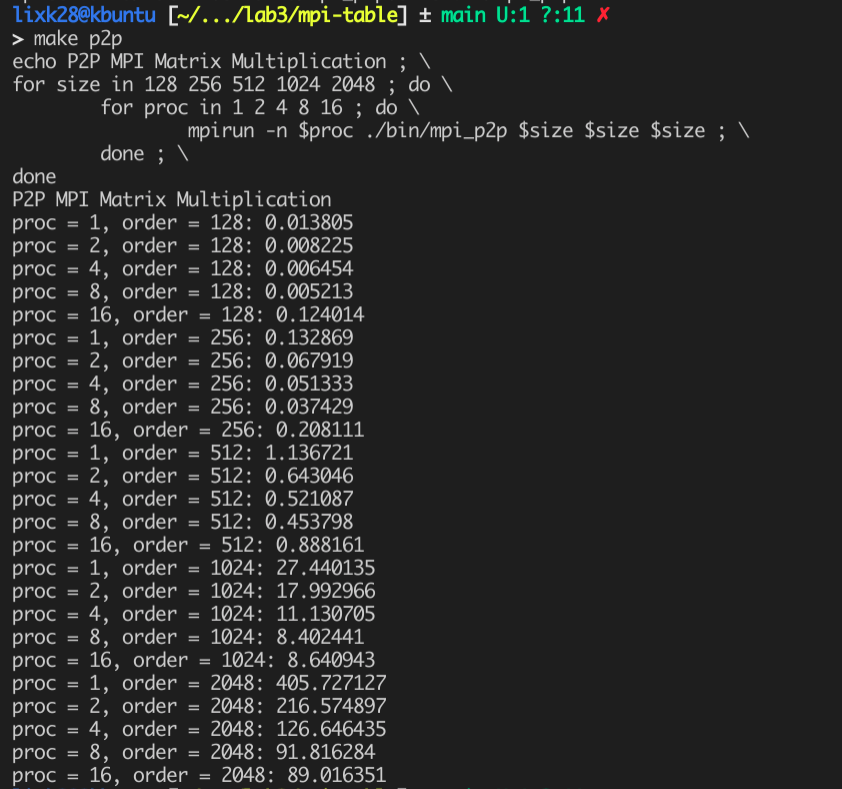 lixk28@kbuntu [~/.../lab3/mpi-table] ± main U:1 ?:11 ✗
> make p2p
echo P2P MPI Matrix Multiplication ; \
for size in 128 256 512 1024 2048 ; do \
        for proc in 1 2 4 8 16 ; do \
                mpirun -n $proc ./bin/mpi_p2p $size $size $size ; \
        done ; \
done
P2P MPI Matrix Multiplication
proc = 1, order = 128: 0.013805
proc = 2, order = 128: 0.008225
proc = 4, order = 128: 0.006454
proc = 8, order = 128: 0.005213
proc = 16, order = 128: 0.124014
proc = 1, order = 256: 0.132869
proc = 2, order = 256: 0.067919
proc = 4, order = 256: 0.051333
proc = 8, order = 256: 0.037429
proc = 16, order = 256: 0.208111
proc = 1, order = 512: 1.136721
proc = 2, order = 512: 0.643046
proc = 4, order = 512: 0.521087
proc = 8, order = 512: 0.453798
proc = 16, order = 512: 0.888161
proc = 1, order = 1024: 27.440135
proc = 2, order = 1024: 17.992966
proc = 4, order = 1024: 11.130705
proc = 8, order = 1024: 8.402441
proc = 16, order = 1024: 8.640943
proc = 1, order = 2048: 405.727127
proc = 2, order = 2048: 216.574897
proc = 4, order = 2048: 126.646435
proc = 8, order = 2048: 91.816284
proc = 16, order = 2048: 89.016351